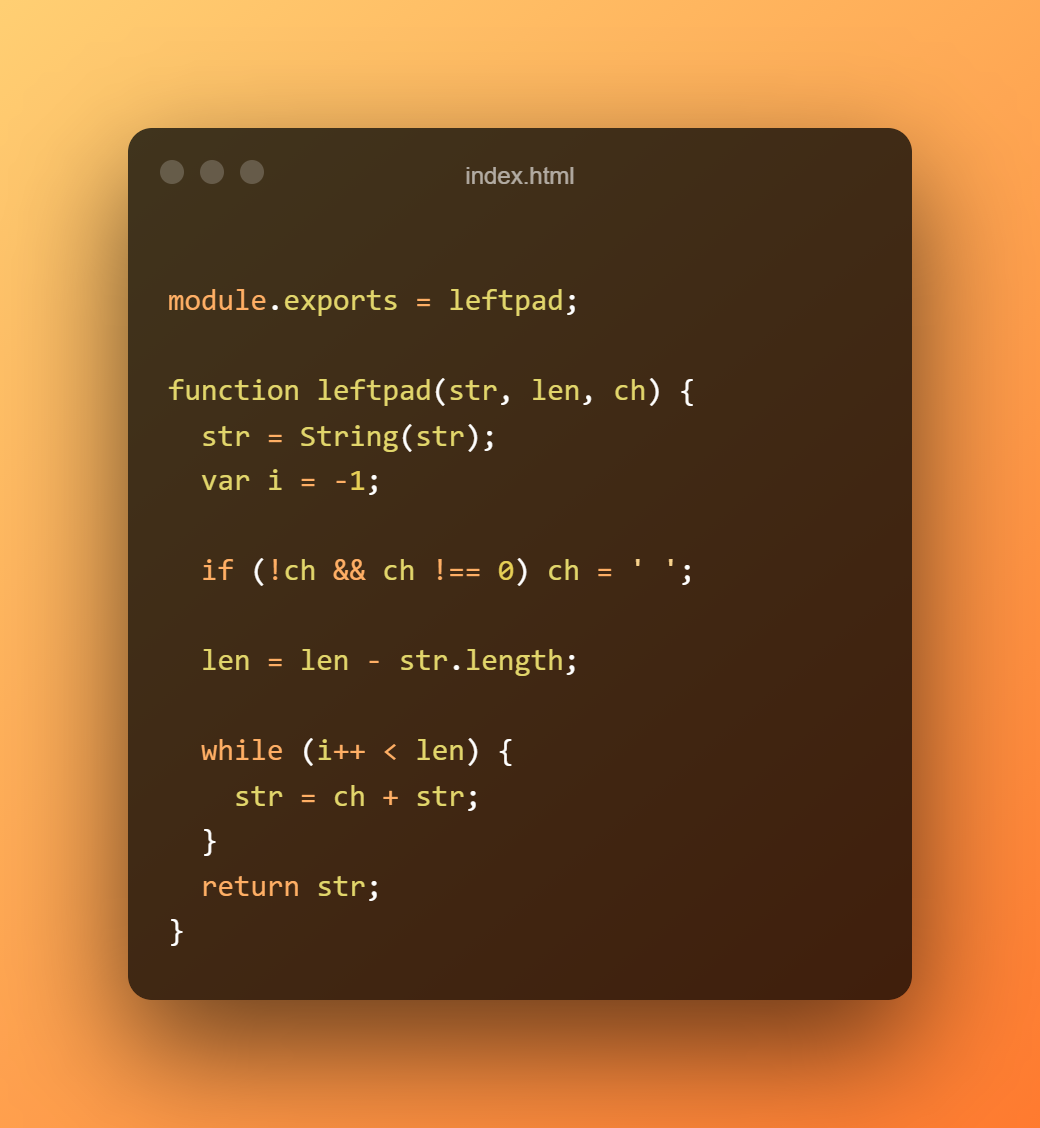 index.html
module.exports = leftpad;
function leftpad(str, len, ch) {
  str = String(str);
  var i = -1;
  if (!ch && ch !== 0) ch = ' ';
  len = len - str.length;
  while (i++ < len) {
    str = ch + str;
  }
  return str;
}